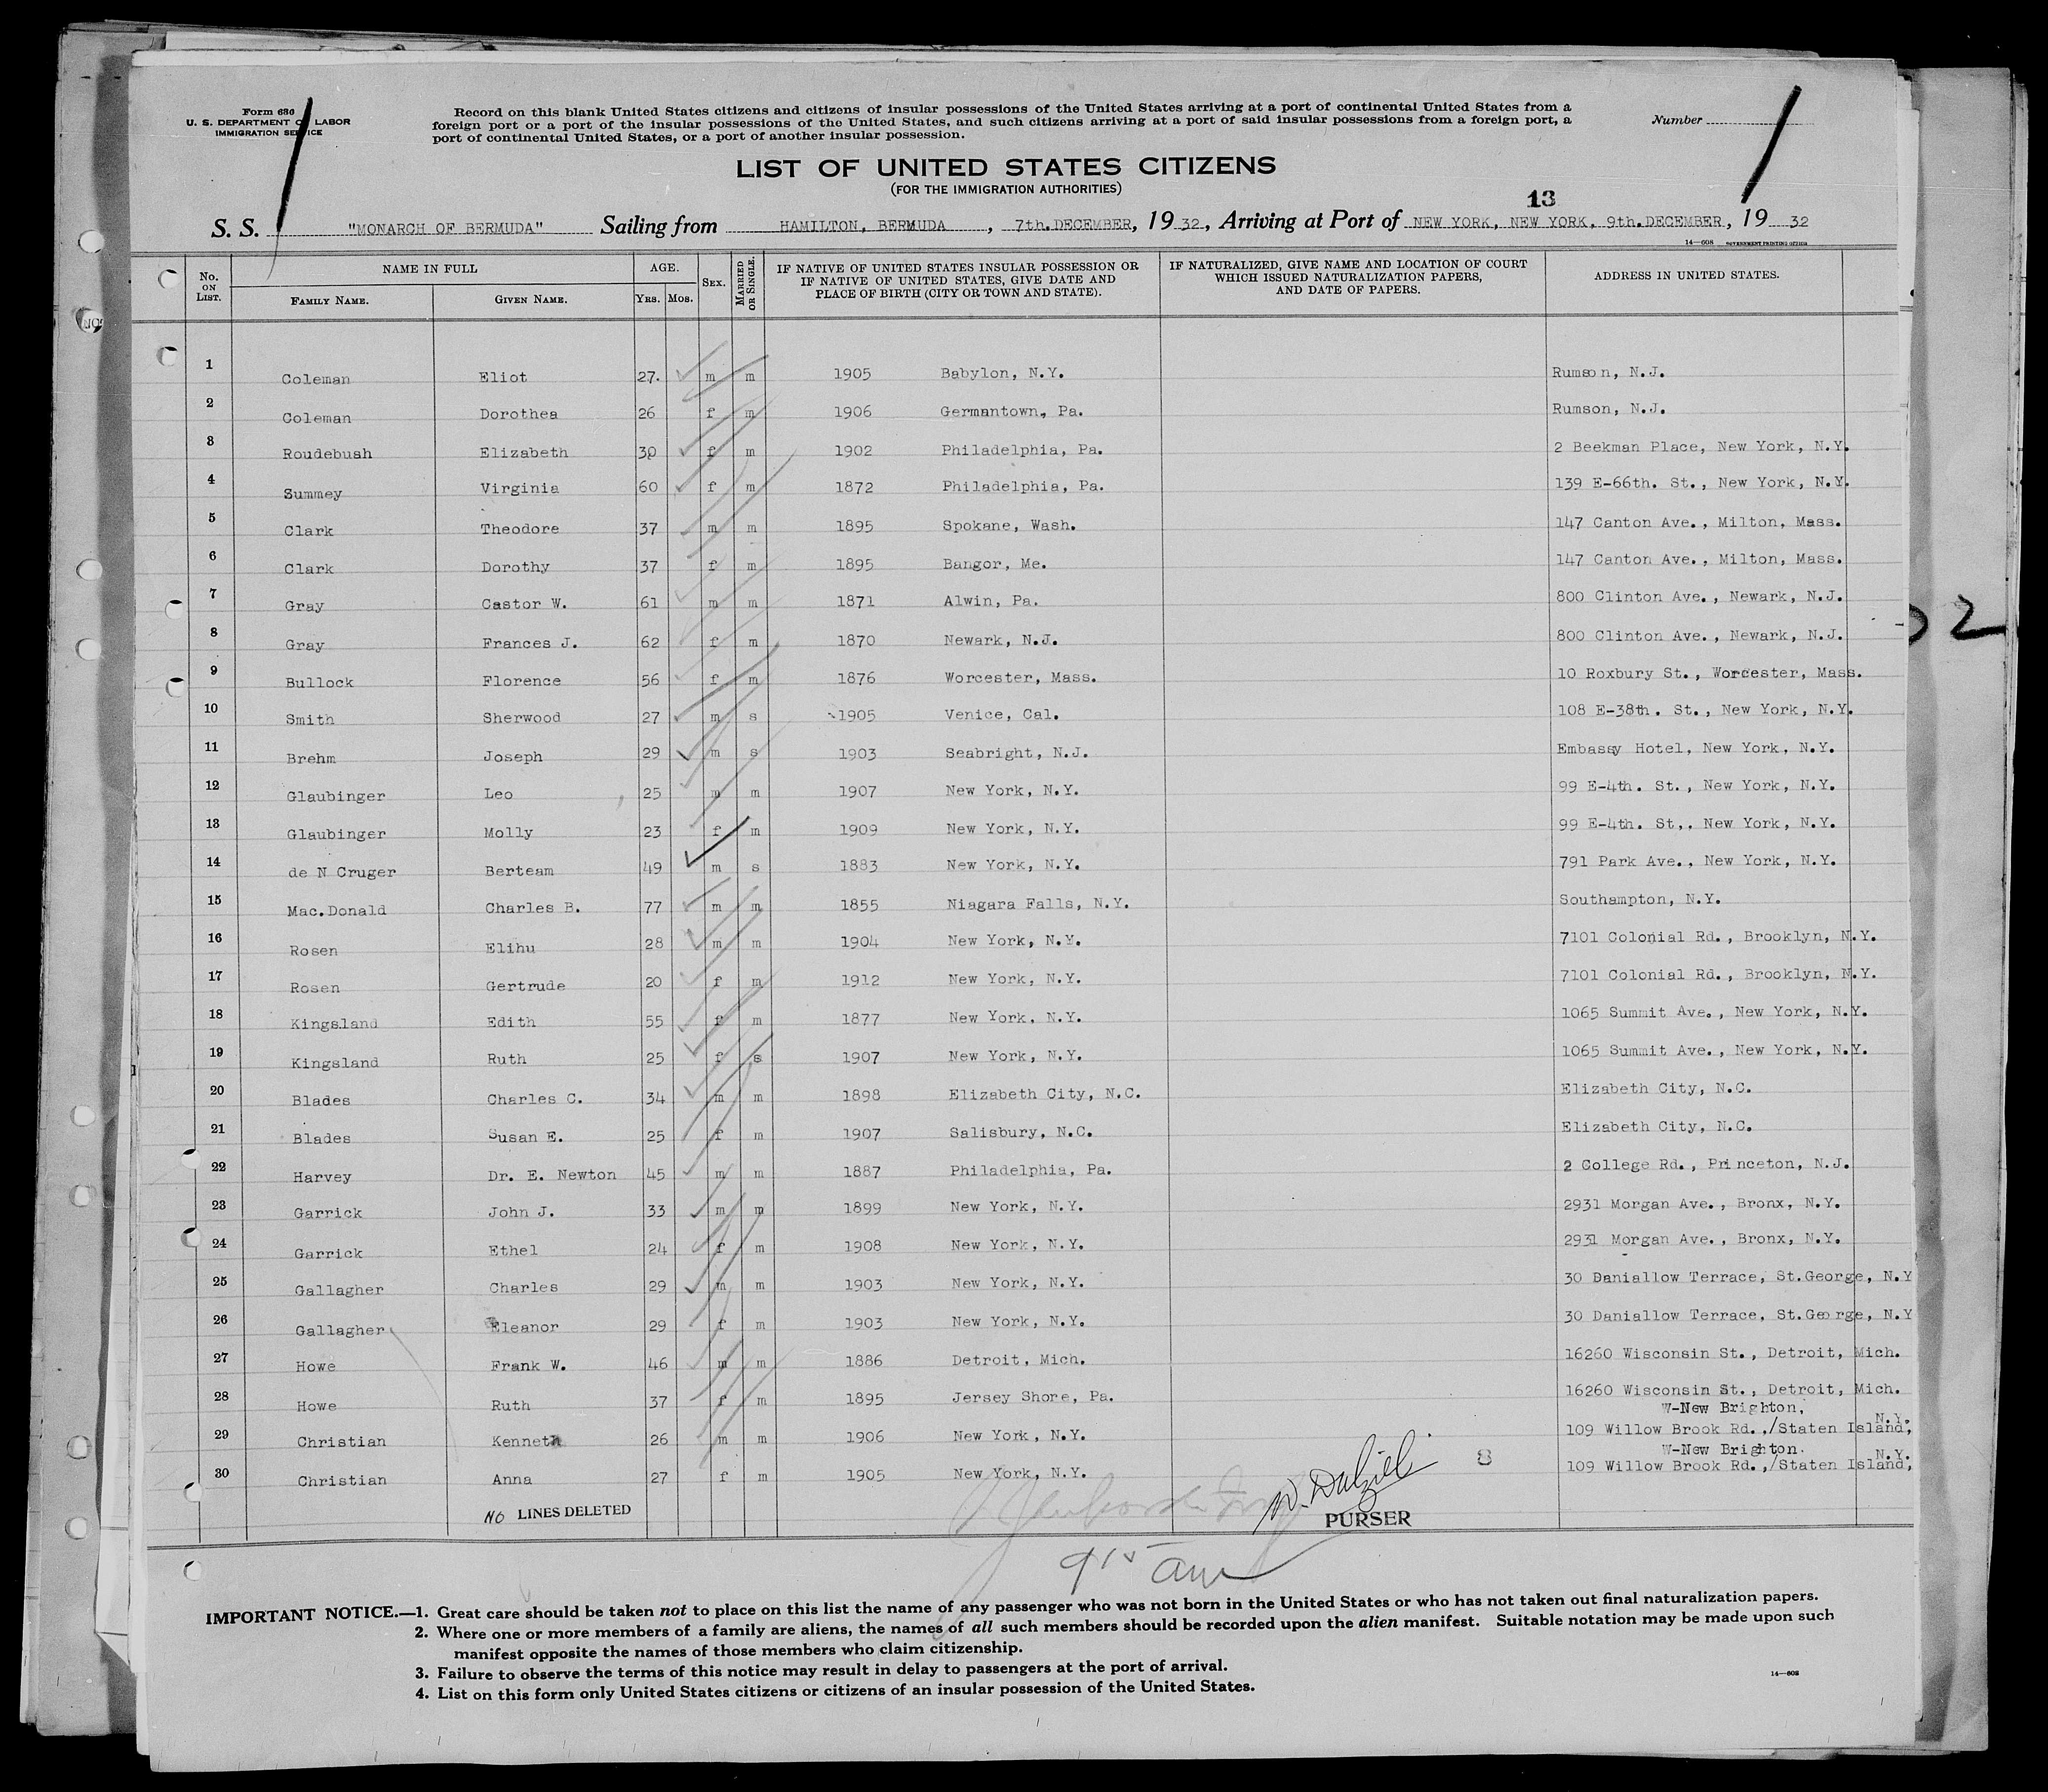 Form 630
U. S. DEPARTMENT OF LABOR
IMMIGRATION SERVICE
Record on this blank United States citizens and citizens of insular possessions of the United States arriving at a port of continental United States from a
foreign port or a port of the insular possessions of the United States, and such citizens arriving at a port of said insular possessions from a foreign port, a
port of continental United States, or a port of another insular possession.
Number
LIST OF UNITED STATES CITIZENS
(FOR THE IMMIGRATION AUTHORITIES)
13
S. S. "MONARCH OF BERMUDA" Sailing from HAMILTON, BERMUDA , 7th.DECEMBER, 19 32, Arriving at Port of NEW YORK, NEW YORK, 9th.DECEMBER, 19 32
14—608 GOVERNMENT PRINTING OFFICE
No. ON LIST. NAME IN FULL AGE. SEX. MARRIED OR SINGLE. IF NATIVE OF UNITED STATES INSULAR POSSESSION OR IF NATIVE OF UNITED STATES, GIVE DATE AND PLACE OF BIRTH (CITY OR TOWN AND STATE). IF NATURALIZED, GIVE NAME AND LOCATION OF COURT WHICH ISSUED NATURALIZATION PAPERS, AND DATE OF PAPERS. ADDRESS IN UNITED STATES.
FAMILY NAME. GIVEN NAME. YRS. MOS.
1 Coleman Eliot 27. m m 1905 Babylon, N.Y. Rumson, N.J.
2 Coleman Dorothea 26 f m 1906 Germantown, Pa. Rumson, N.J.
3 Roudebush Elizabeth 30 f m 1902 Philadelphia, Pa. 2 Beekman Place, New York, N.Y.
4 Summey Virginia 60 f m 1872 Philadelphia, Pa. 139 E-66th. St., New York, N.Y.
5 Clark Theodore 37 m m 1895 Spokane, Wash. 147 Canton Ave., Milton, Mass.
6 Clark Dorothy 37 f m 1895 Bangor, Me. 147 Canton Ave., Milton, Mass.
7 Gray Castor W. 61 m m 1871 Alwin, Pa. 800 Clinton Ave., Newark, N.J.
8 Gray Frances J. 62 f m 1870 Newark, N.J. 800 Clinton Ave., Newark, N.J.
9 Bullock Florence 56 f m 1876 Worcester, Mass. 10 Roxbury St., Worcester, Mass.
10 Smith Sherwood 27 m s 1905 Venice, Cal. 108 E-38th. St., New York, N.Y.
11 Brehm Joseph 29 m s 1903 Seabright, N.J. Embassy Hotel, New York, N.Y.
12 Glaubinger Leo 25 m m 1907 New York, N.Y. 99 E-4th. St., New York, N.Y.
13 Glaubinger Molly 23 f m 1909 New York, N.Y. 99 E-4th. St,. New York, N.Y.
14 de N Cruger Berteam 49 m s 1883 New York, N.Y. 791 Park Ave., New York, N.Y.
15 Mac.Donald Charles B. 77 m m 1855 Niagara Falls, N.Y. Southampton, N.Y.
16 Rosen Elihu 28 m m 1904 New York, N.Y. 7101 Colonial Rd., Brooklyn, N.Y.
17 Rosen Gertrude 20 f m 1912 New York, N.Y. 7101 Colonial Rd., Brooklyn, N.Y.
18 Kingsland Edith 55 f m 1877 New York, N.Y. 1065 Summit Ave., New York, N.Y.
19 Kingsland Ruth 25 f s 1907 New York, N.Y. 1065 Summit Ave., New York, N.Y.
20 Blades Charles C. 34 m m 1898 Elizabeth City, N.C. Elizabeth City, N.C.
21 Blades Susan E. 25 f m 1907 Salisbury, N.C. Elizabeth City, N.C.
22 Harvey Dr. E. Newton 45 m m 1887 Philadelphia, Pa. 2 College Rd., Princeton, N.J.
23 Garrick John J. 33 m m 1899 New York, N.Y. 2931 Morgan Ave., Bronx, N.Y.
24 Garrick Ethel 24 f m 1908 New York, N.Y. 2931 Morgan Ave., Bronx, N.Y.
25 Gallagher Charles 29 m m 1903 New York, N.Y. 30 Daniallow Terrace, St.George, N.Y
26 Gallagher Eleanor 29 f m 1903 New York, N.Y. 30 Daniallow Terrace, St.George, N.Y
27 Howe Frank W. 46 m m 1886 Detroit, Mich. 16260 Wisconsin St., Detroit, Mich.
28 Howe Ruth 37 f m 1895 Jersey Shore, Pa. 16260 Wisconsin St., Detroit, Mich.
W-New Brighton,
29 Christian Kenneth 26 m m 1906 New York, N.Y. 109 Willow Brook Rd.,/Staten Island, N.Y.
W-New Brighton.
30 Christian Anna 27 f m 1905 New York, N.Y. 109 Willow Brook Rd.,/Staten Island, N.Y.
8
NO LINES DELETED
W. Dalziel
PURSER
9 15 am
IMPORTANT NOTICE.—1. Great care should be taken not to place on this list the name of any passenger who was not born in the United States or who has not taken out final naturalization papers.
2. Where one or more members of a family are aliens, the names of all such members should be recorded upon the alien manifest. Suitable notation may be made upon such
manifest opposite the names of those members who claim citizenship.
3. Failure to observe the terms of this notice may result in delay to passengers at the port of arrival.
4. List on this form only United States citizens or citizens of an insular possession of the United States.
14—608
2